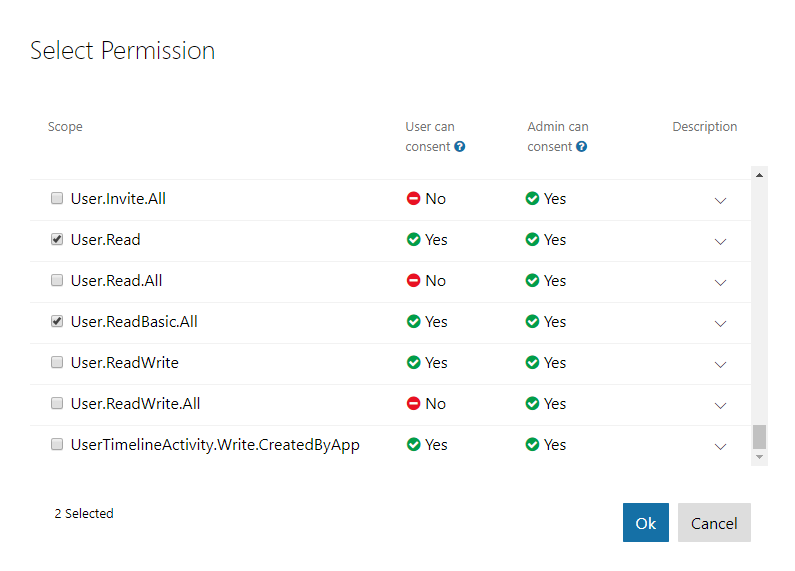 Select Permission
Scope User can consent ? Admin can consent ? Description
User.Invite.All No Yes
User.Read Yes Yes
User.Read.All No Yes
User.ReadBasic.All Yes Yes
User.ReadWrite Yes Yes
User.ReadWrite.All No Yes
UserTimelineActivity.Write.CreatedByApp Yes Yes
2 Selected Ok Cancel